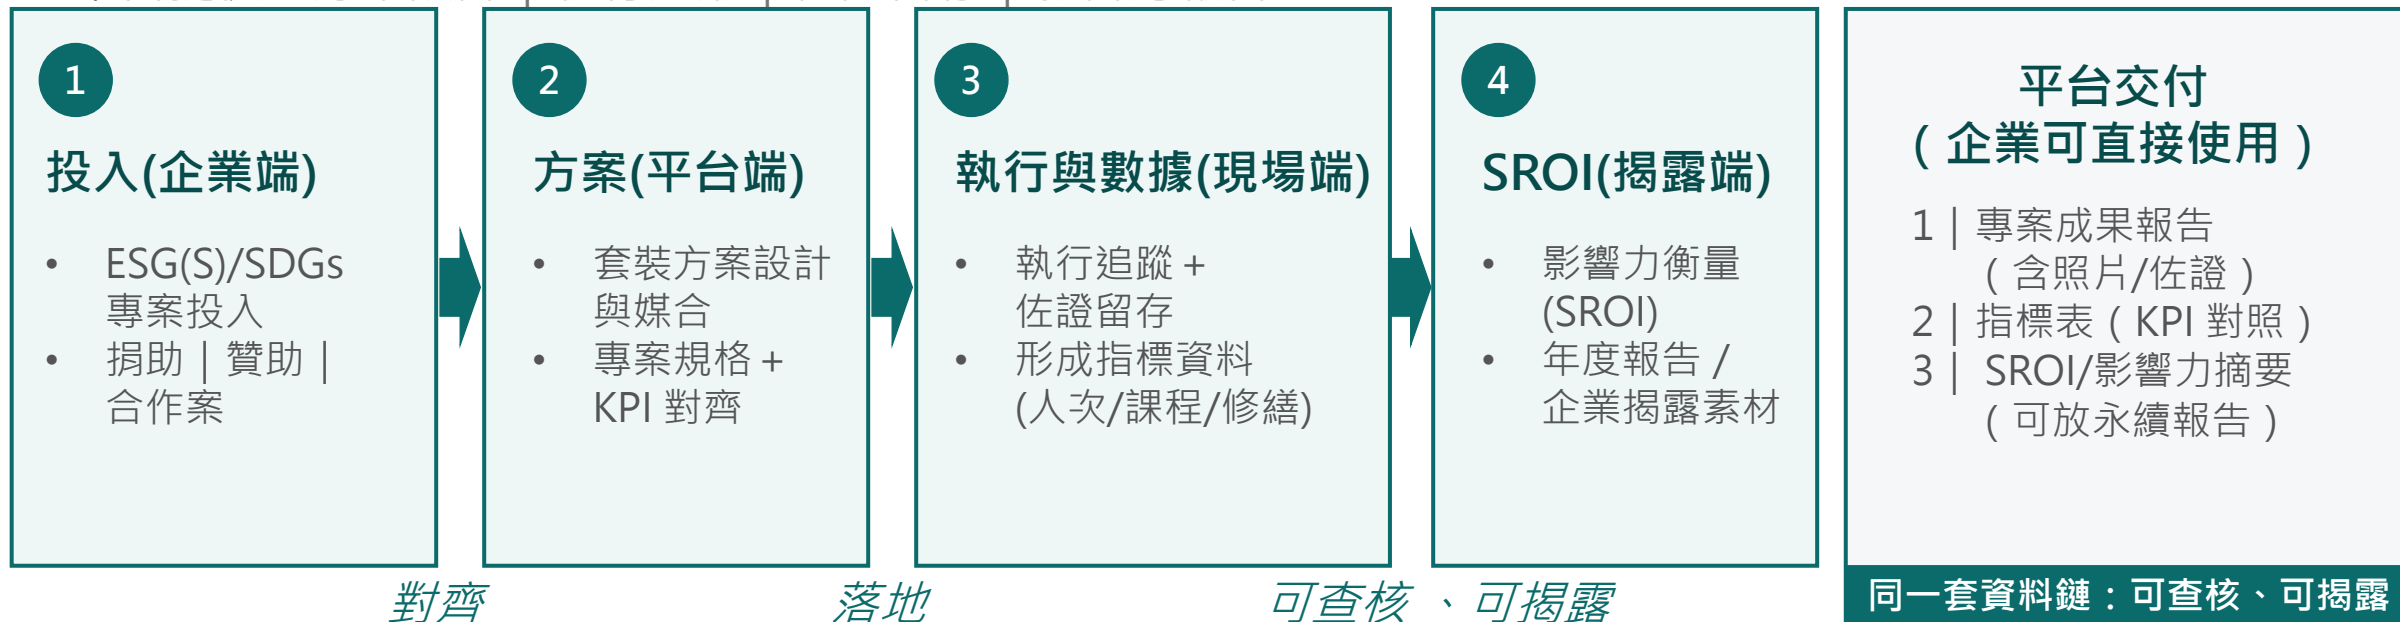 1
投入(企業端)
• ESG(S)/SDGs
專案投入
• 捐助｜贊助｜
合作案
2
方案(平台端)
• 套裝方案設計
與媒合
• 專案規格 +
KPI 對齊
3
執行與數據(現場端)
• 執行追蹤 +
佐證留存
• 形成指標資料
(人次/課程/修繕)
4
SROI(揭露端)
• 影響力衡量
(SROI)
• 年度報告 /
企業揭露素材
平台交付
（企業可直接使用）
1｜專案成果報告
（含照片/佐證）
2｜指標表（KPI 對照）
3｜ SROI/影響力摘要
（可放永續報告）
對齊
落地
可查核 、可揭露
同一套資料鏈：可查核、可揭露